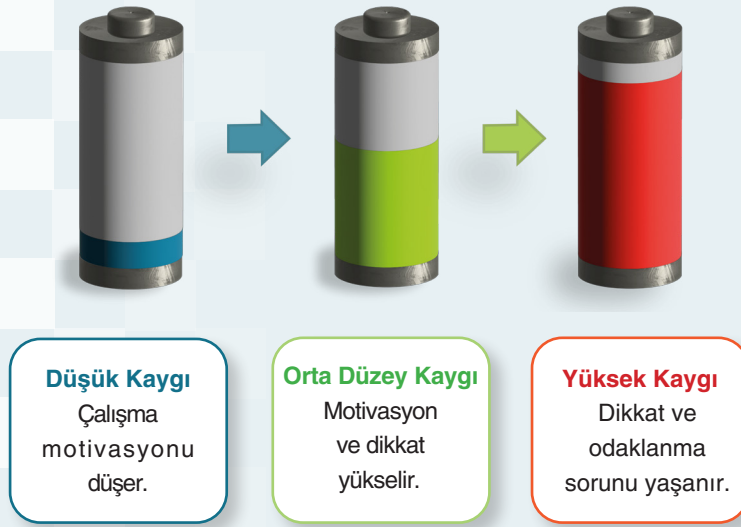 Düşük Kaygı
Çalışma
motivasyonu
düşer.
Orta Düzey Kaygı
Motivasyon
ve dikkat
yükselir.
Yüksek Kaygı
Dikkat ve
odaklanma
sorunu yaşanır.